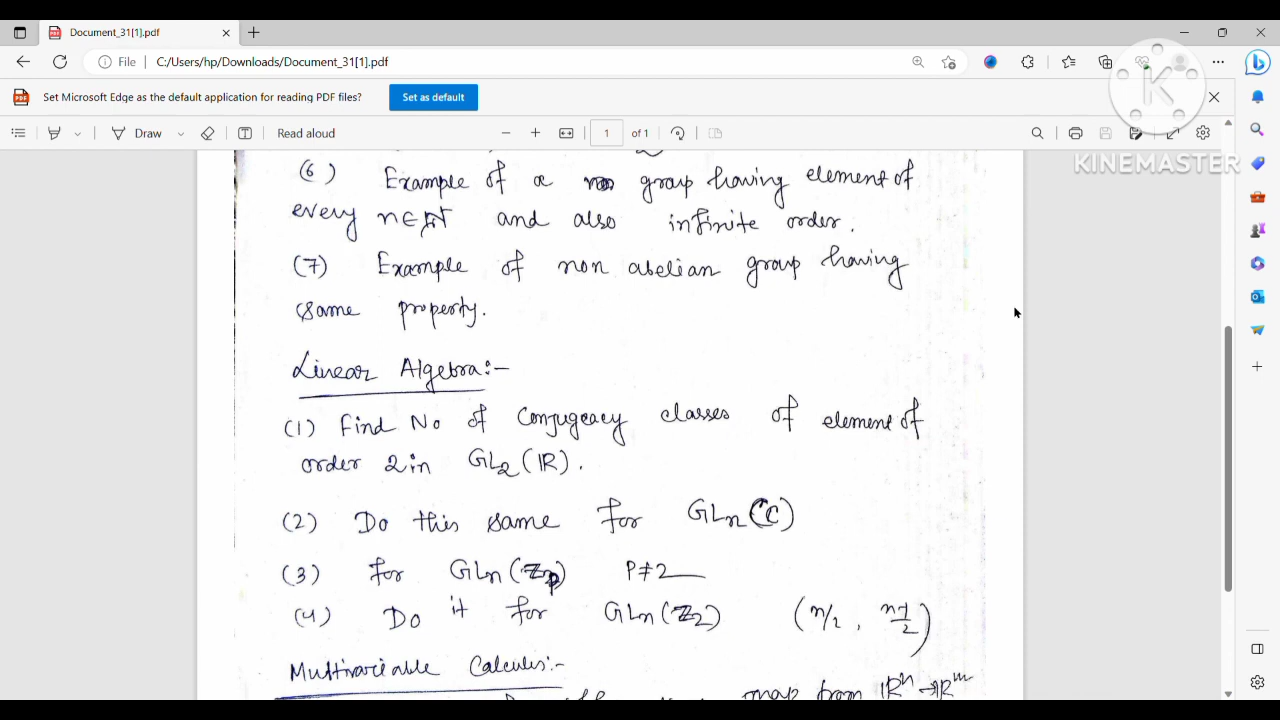 Document_31[1].pdf
File C:/Users/hp/Downloads/Document_31[1].pdf
Set Microsoft Edge as the default application for reading PDF files? Set as default
Draw Read aloud 1 of 1
K
KINEMASTER
(6) Example of a group having element of
every n∈ℕ and also infinite order.
(7) Example of non abelian group having
same property.
Linear Algebra:-
(1) Find No of Conjugeacy classes of element of
order 2 in GL₂(ℝ).
(2) Do this same for GLn(ℂ)
(3) for GLn(ℤp) P≠2
(4) Do it for GLn(ℤ₂) (n/2, n-1/2)
Multivariable Calculus:-
map from ℝⁿ→ℝᵐ